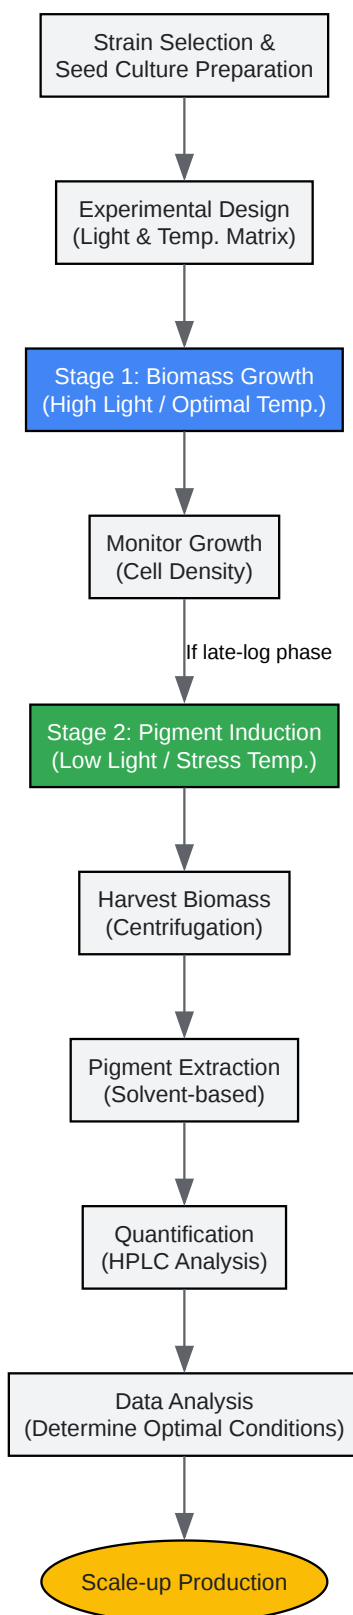 Strain Selection &
Seed Culture Preparation
Experimental Design
(Light & Temp. Matrix)
Stage 1: Biomass Growth
(High Light / Optimal Temp.)
Monitor Growth
(Cell Density)
If late-log phase
Stage 2: Pigment Induction
(Low Light / Stress Temp.)
Harvest Biomass
(Centrifugation)
Pigment Extraction
(Solvent-based)
Quantification
(HPLC Analysis)
Data Analysis
(Determine Optimal Conditions)
Scale-up Production